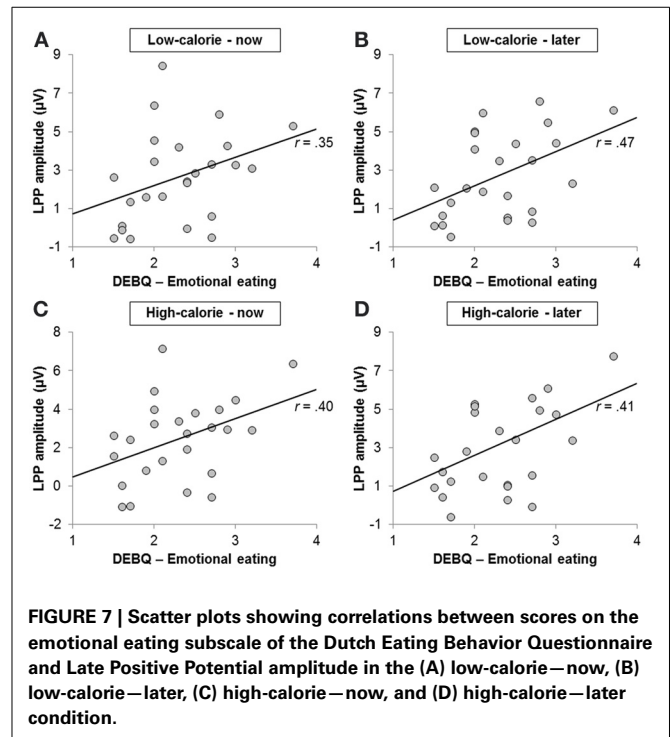 A
Low-calorie - now
9
7
5
3
1
-1
LPP amplitude (µV)
r = .35
1 2 3 4
DEBQ – Emotional eating
B
Low-calorie - later
9
7
5
3
1
-1
LPP amplitude (µV)
r = .47
1 2 3 4
DEBQ – Emotional eating
C
High-calorie - now
8
6
4
2
0
-2
LPP amplitude (µV)
r = .40
1 2 3 4
DEBQ – Emotional eating
D
High-calorie - later
9
7
5
3
1
-1
LPP amplitude (µV)
r = .41
1 2 3 4
DEBQ – Emotional eating
FIGURE 7 | Scatter plots showing correlations between scores on the
emotional eating subscale of the Dutch Eating Behavior Questionnaire
and Late Positive Potential amplitude in the (A) low-calorie—now, (B)
low-calorie—later, (C) high-calorie—now, and (D) high-calorie—later
condition.